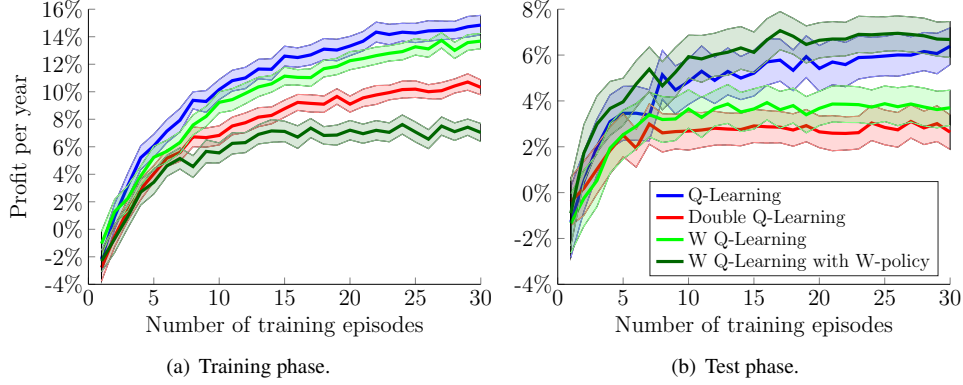 16%
14%
12%
10%
8%
6%
4%
2%
0%
-2%
-4%
Profit per year
0 5 10 15 20 25 30
Number of training episodes
(a) Training phase.
8%
6%
4%
2%
0%
-2%
-4%
Q-Learning
Double Q-Learning
W Q-Learning
W Q-Learning with W-policy
0 5 10 15 20 25 30
Number of training episodes
(b) Test phase.